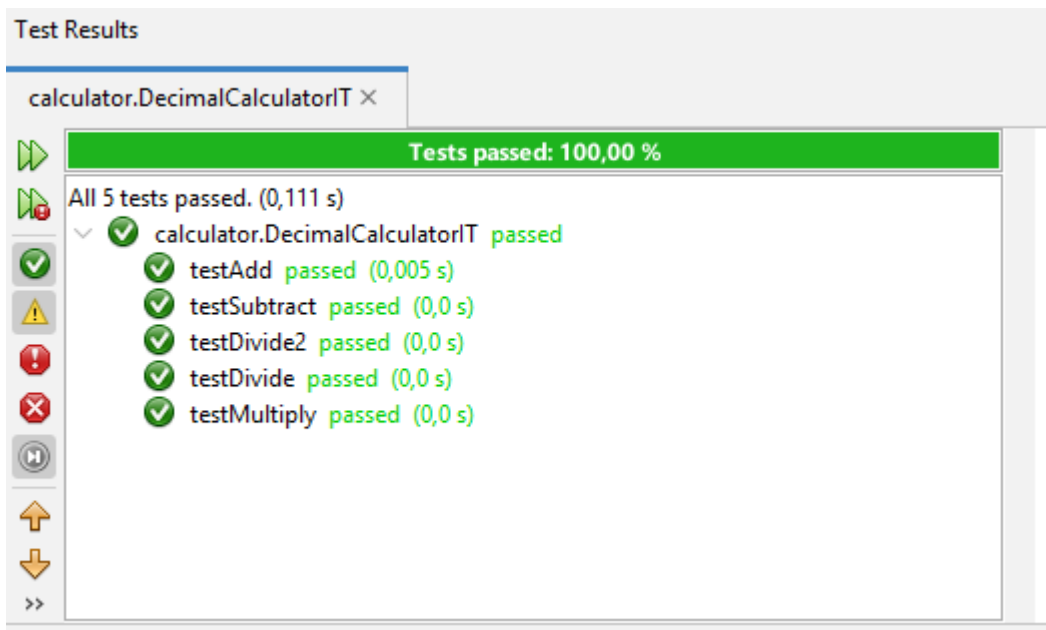 Test Results
calculator.DecimalCalculatorIT ×
Tests passed: 100,00 %
All 5 tests passed. (0,111 s)
calculator.DecimalCalculatorIT passed
testAdd passed (0,005 s)
testSubtract passed (0,0 s)
testDivide2 passed (0,0 s)
testDivide passed (0,0 s)
testMultiply passed (0,0 s)
>>